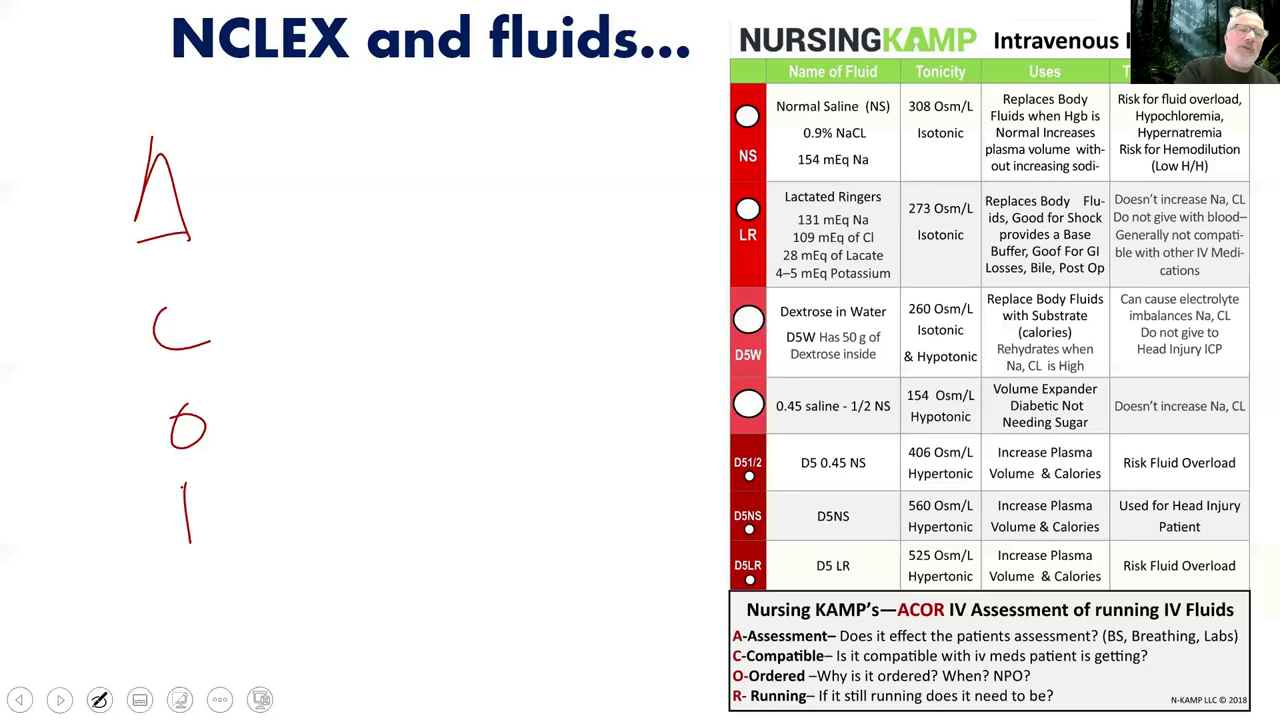 NCLEX and fluids...
A
C
O
NURSINGKAMP Intravenous
Name of Fluid Tonicity Uses
NS
Normal Saline (NS)
0.9% NaCL
154 mEq Na
308 Osm/L
Isotonic
Replaces Body
Fluids when Hgb is
Normal Increases
plasma volume with-
out increasing sodi-
Risk for fluid overload,
Hypochloremia,
Hypernatremia
Risk for Hemodilution
(Low H/H)
LR
Lactated Ringers
131 mEq Na
109 mEq of Cl
28 mEq of Lacate
4–5 mEq Potassium
273 Osm/L
Isotonic
Replaces Body Flu-
ids, Good for Shock
provides a Base
Buffer, Goof For GI
Losses, Bile, Post Op
Doesn't increase Na, CL
Do not give with blood–
Generally not compati-
ble with other IV Medi-
cations
D5W
Dextrose in Water
D5W Has 50 g of
Dextrose inside
260 Osm/L
Isotonic
& Hypotonic
Replace Body Fluids
with Substrate
(calories)
Rehydrates when
Na, CL is High
Can cause electrolyte
imbalances Na, CL
Do not give to
Head Injury ICP
0.45 saline - 1/2 NS
154 Osm/L
Hypotonic
Volume Expander
Diabetic Not
Needing Sugar
Doesn't increase Na, CL
D51/2
D5 0.45 NS
406 Osm/L
Hypertonic
Increase Plasma
Volume & Calories
Risk Fluid Overload
D5NS
D5NS
560 Osm/L
Hypertonic
Increase Plasma
Volume & Calories
Used for Head Injury
Patient
D5LR
D5 LR
525 Osm/L
Hypertonic
Increase Plasma
Volume & Calories
Risk Fluid Overload
Nursing KAMP's—ACOR IV Assessment of running IV Fluids
A-Assessment– Does it effect the patients assessment? (BS, Breathing, Labs)
C-Compatible– Is it compatible with iv meds patient is getting?
O-Ordered –Why is it ordered? When? NPO?
R- Running– If it still running does it need to be?
N-KAMP LLC © 2018